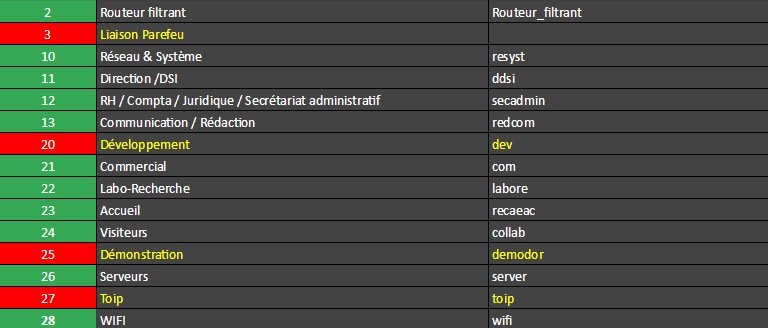 2 Routeur filtrant Routeur_filtrant
3 Liaison Parefeu
10 Réseau & Système resyst
11 Direction /DSI ddsi
12 RH / Compta / Juridique / Secrétariat administratif secadmin
13 Communication / Rédaction redcom
20 Développement dev
21 Commercial com
22 Labo-Recherche labore
23 Accueil recaeac
24 Visiteurs collab
25 Démonstration demodor
26 Serveurs server
27 Toip toip
28 WIFI wifi